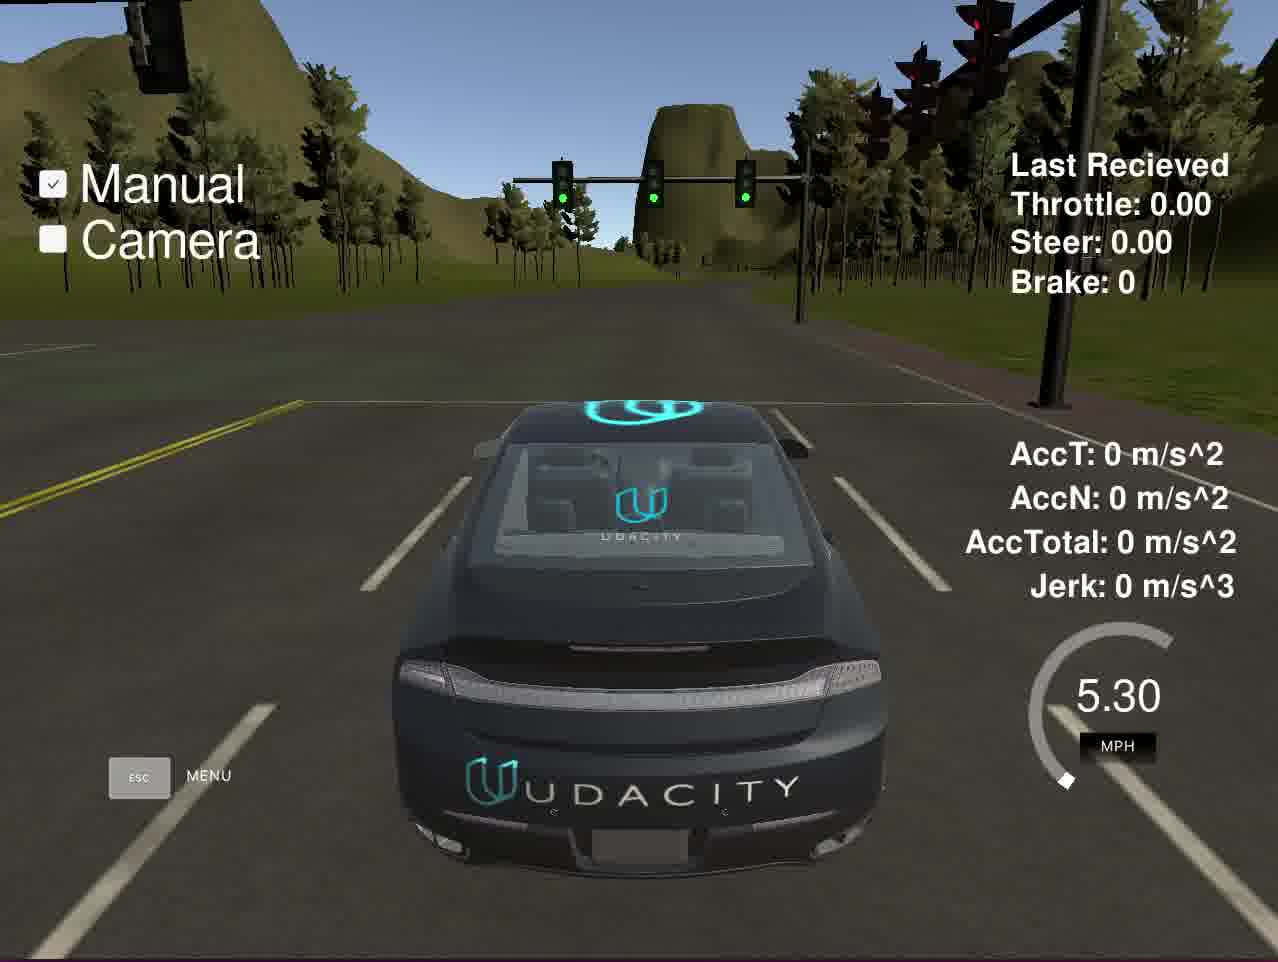 Manual
Camera
Last Recieved
Throttle: 0.00
Steer: 0.00
Brake: 0
AccT: 0 m/s^2
AccN: 0 m/s^2
AccTotal: 0 m/s^2
Jerk: 0 m/s^3
5.30
MPH
UDACITY
ESC MENU
UDACITY